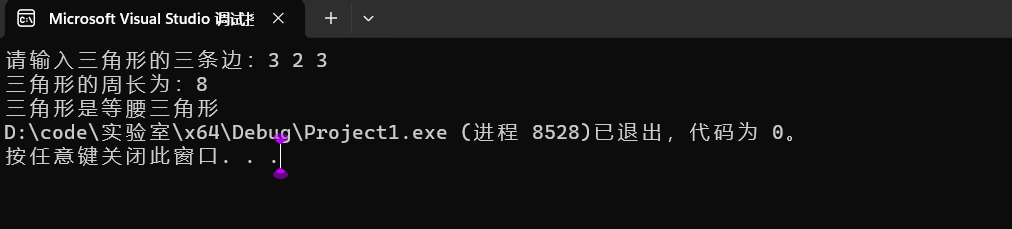 Microsoft Visual Studio 调试
请输入三角形的三条边：3 2 3
三角形的周长为：8
三角形是等腰三角形
D:\code\实验室\x64\Debug\Project1.exe (进程 8528)已退出，代码为 0。
按任意键关闭此窗口. . .